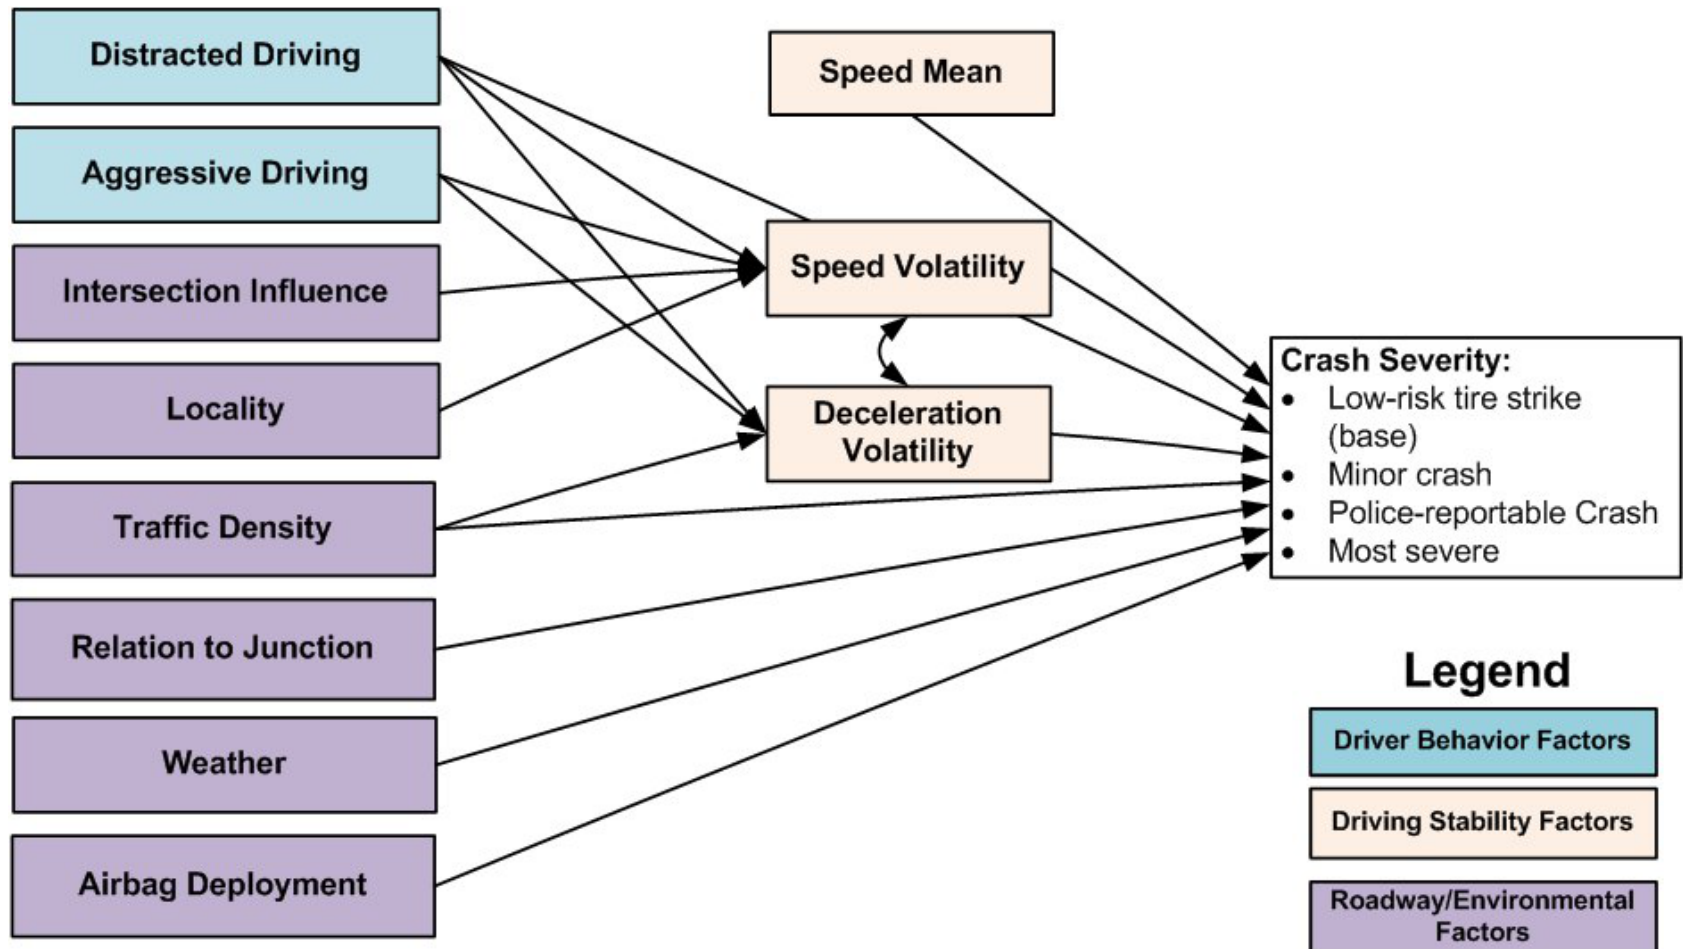 Distracted Driving
Aggressive Driving
Intersection Influence
Locality
Traffic Density
Relation to Junction
Weather
Airbag Deployment
Speed Mean
Speed Volatility
Deceleration
Volatility
Crash Severity:
• Low-risk tire strike
(base)
• Minor crash
• Police-reportable Crash
• Most severe
Legend
Driver Behavior Factors
Driving Stability Factors
Roadway/Environmental
Factors